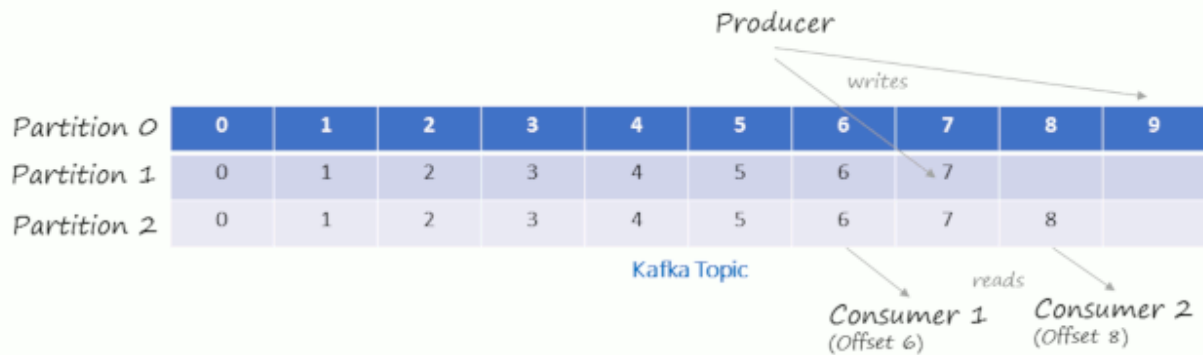 Producer
writes
Partition 0 0 1 2 3 4 5 6 7 8 9
Partition 1 0 1 2 3 4 5 6 7
Partition 2 0 1 2 3 4 5 6 7 8
Kafka Topic
reads
Consumer 1
(Offset 6)
Consumer 2
(Offset 8)